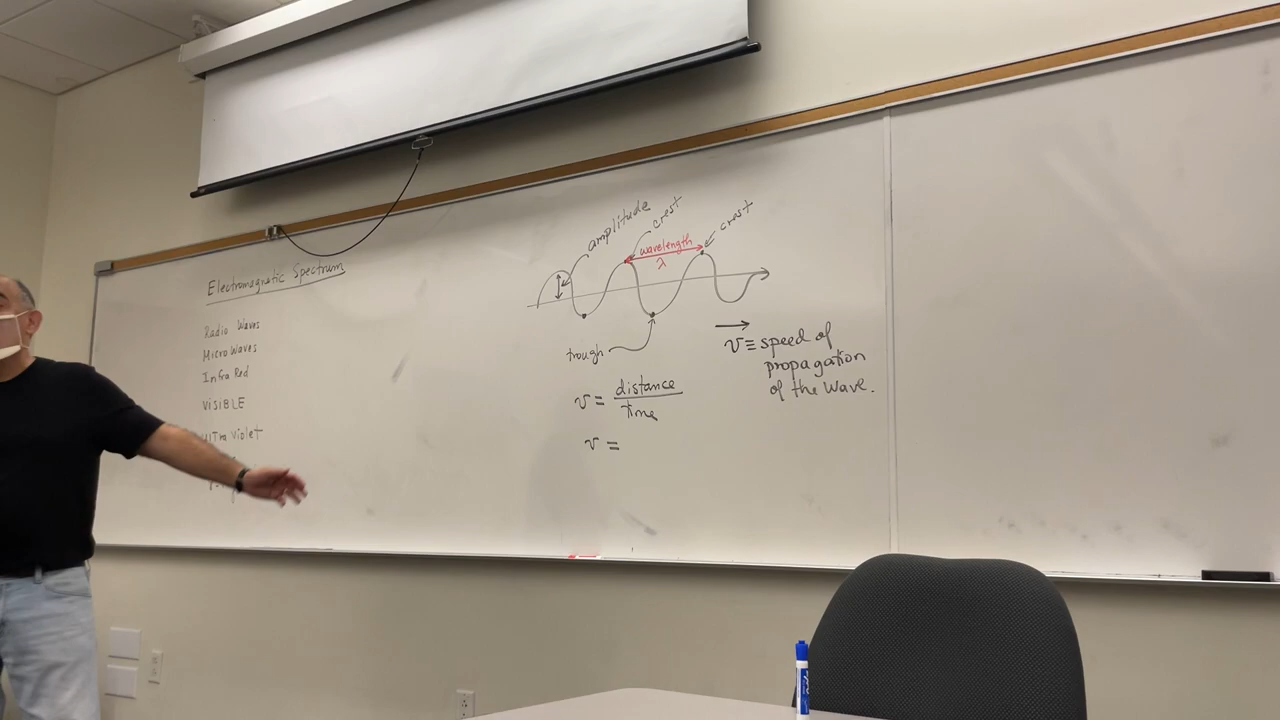 Electromagnetic Spectrum
Radio Waves
Micro Waves
Infra Red
VISIBLE
UlTra Violet
amplitude
crest
crest
wavelength
λ
trough
v ≡ speed of
propagation
of the Wave.
v = distance / time
v =